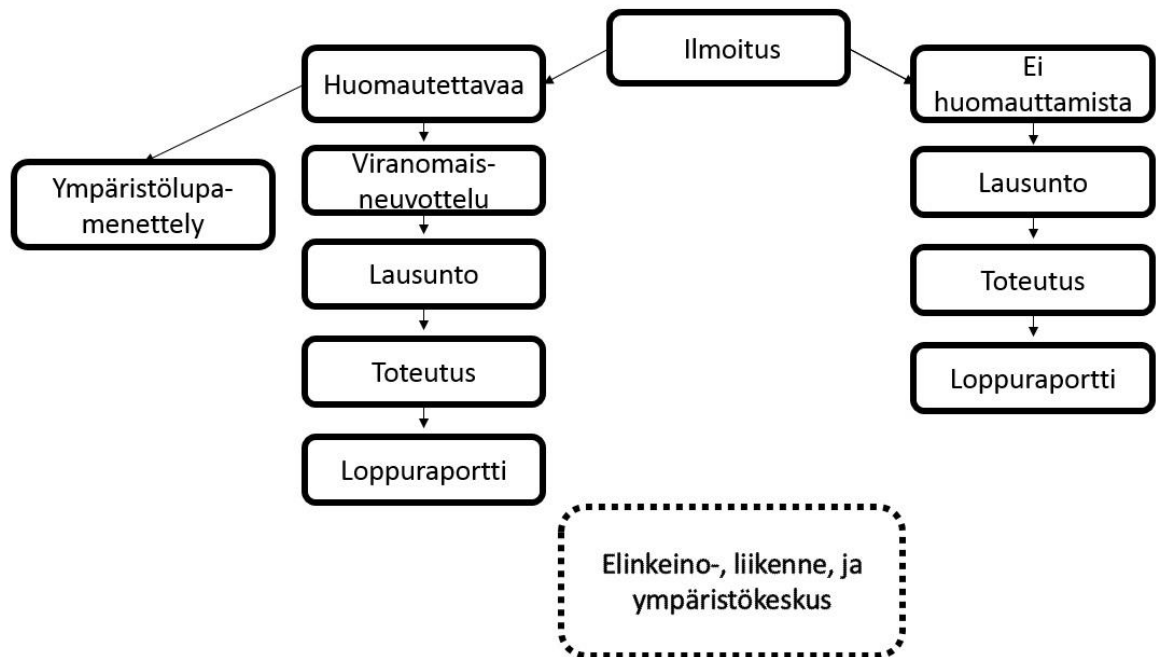 Ilmoitus
Huomautettavaa
Ei
huomauttamista
Ympäristölupa-
menettely
Viranomais-
neuvottelu
Lausunto
Toteutus
Loppuraportti
Lausunto
Toteutus
Loppuraportti
Elinkeino-, liikenne, ja
ympäristökeskus